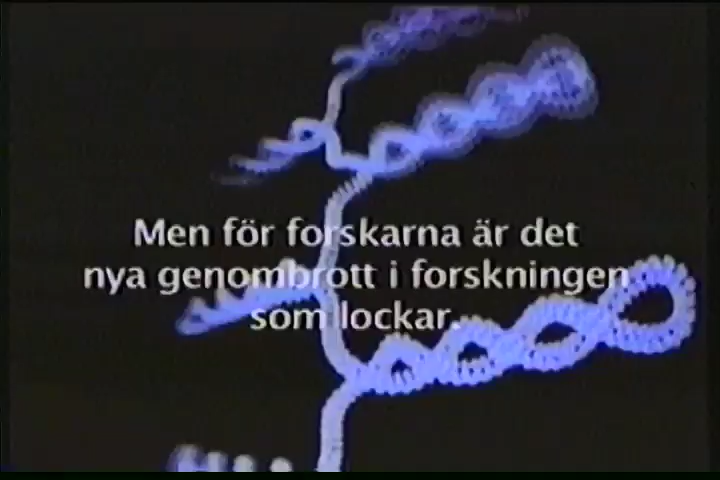 Men för forskarna är det
nya genombrott i forskningen
som lockar.